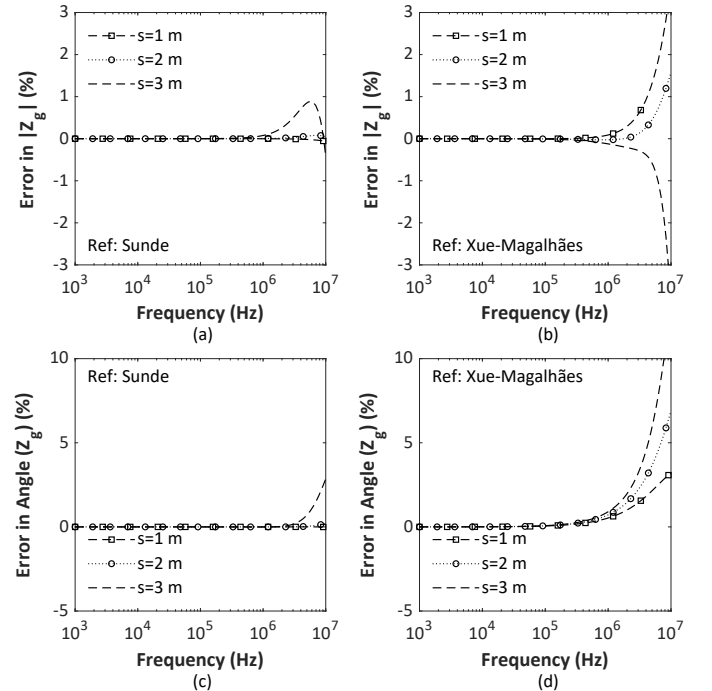 3
2
1
0
-1
-2
-3
Error in |Z_g| (%)
s=1 m
s=2 m
s=3 m
Ref: Sunde
10^3 10^4 10^5 10^6 10^7
Frequency (Hz)
(a)
3
2
1
0
-1
-2
-3
Error in |Z_g| (%)
s=1 m
s=2 m
s=3 m
Ref: Xue-Magalhães
10^3 10^4 10^5 10^6 10^7
Frequency (Hz)
(b)
10
5
0
-5
Error in Angle (Z_g) (%)
Ref: Sunde
s=1 m
s=2 m
s=3 m
10^3 10^4 10^5 10^6 10^7
Frequency (Hz)
(c)
10
5
0
-5
Error in Angle (Z_g) (%)
Ref: Xue-Magalhães
s=1 m
s=2 m
s=3 m
10^3 10^4 10^5 10^6 10^7
Frequency (Hz)
(d)